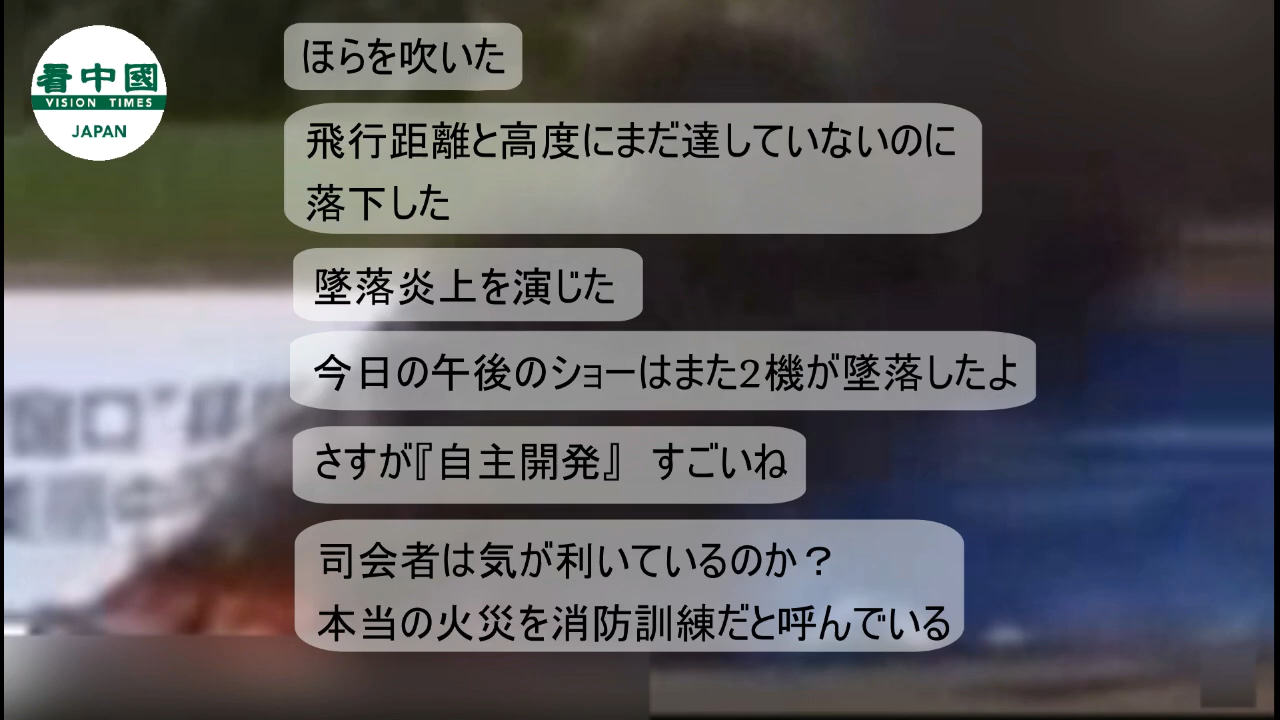 看中國
VISION TIMES
JAPAN
ほらを吹いた
飛行距離と高度にまだ達していないのに
落下した
墜落炎上を演じた
今日の午後のショーはまた2機が墜落したよ
さすが『自主開発』　すごいね
司会者は気が利いているのか？
本当の火災を消防訓練だと呼んでいる